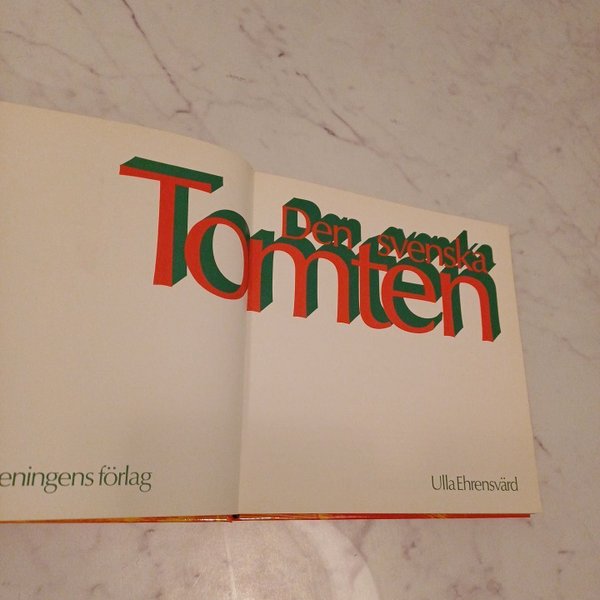 Den svenska
Tomten
eningens förlag
Ulla Ehrensvärd